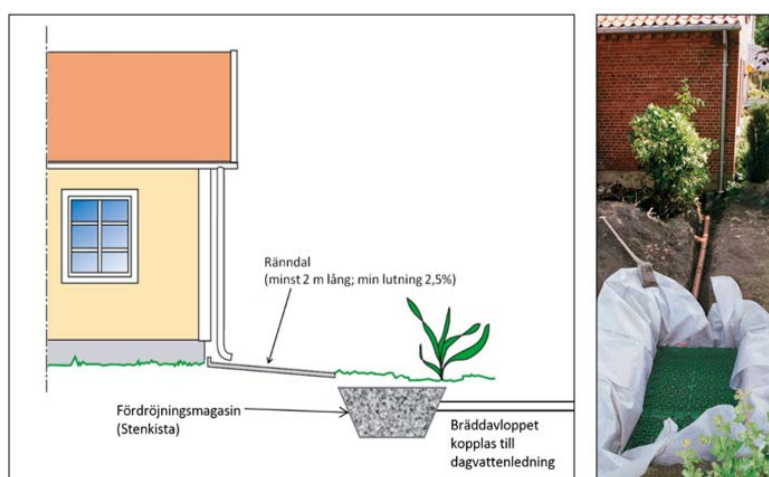 Ränndal
(minst 2 m lång; min lutning 2,5%)
Fördröjningsmagasin
(Stenkista)
Bräddavloppet
kopplas till
dagvattenledning